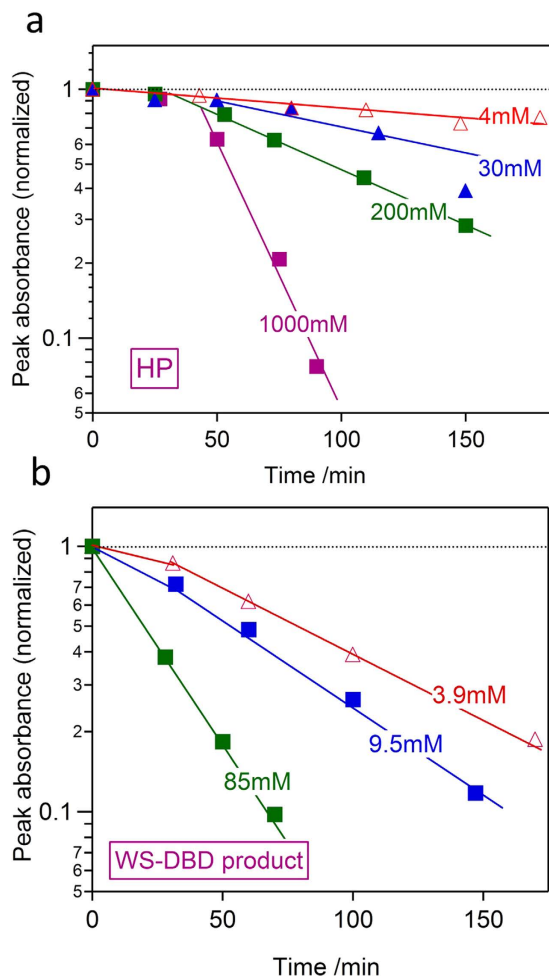 a
Peak absorbance (normalized)
1
6
5
4
3
2
0.1
6
5
4mM
30mM
200mM
1000mM
HP
0
50
100
150
Time /min
b
Peak absorbance (normalized)
1
7
6
5
4
3
2
0.1
7
6
5
3.9mM
9.5mM
85mM
WS-DBD product
0
50
100
150
Time /min